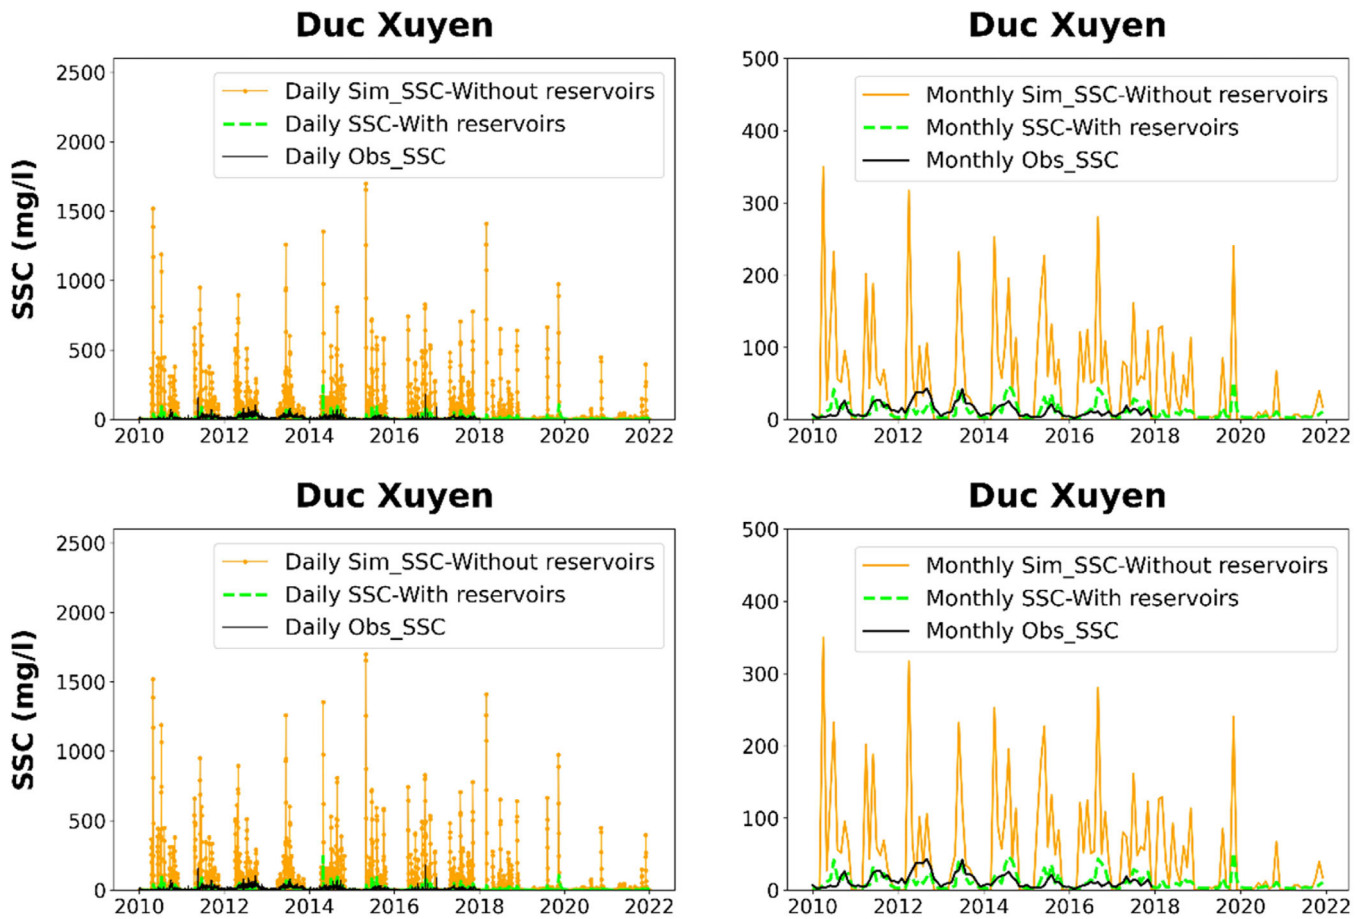 Duc Xuyen
SSC (mg/l)
2500
2000
1500
1000
500
0
Daily Sim_SSC-Without reservoirs
Daily SSC-With reservoirs
Daily Obs_SSC
2010 2012 2014 2016 2018 2020 2022
Duc Xuyen
500
400
300
200
100
0
Monthly Sim_SSC-Without reservoirs
Monthly SSC-With reservoirs
Monthly Obs_SSC
2010 2012 2014 2016 2018 2020 2022
Duc Xuyen
SSC (mg/l)
2500
2000
1500
1000
500
0
Daily Sim_SSC-Without reservoirs
Daily SSC-With reservoirs
Daily Obs_SSC
2010 2012 2014 2016 2018 2020 2022
Duc Xuyen
500
400
300
200
100
0
Monthly Sim_SSC-Without reservoirs
Monthly SSC-With reservoirs
Monthly Obs_SSC
2010 2012 2014 2016 2018 2020 2022